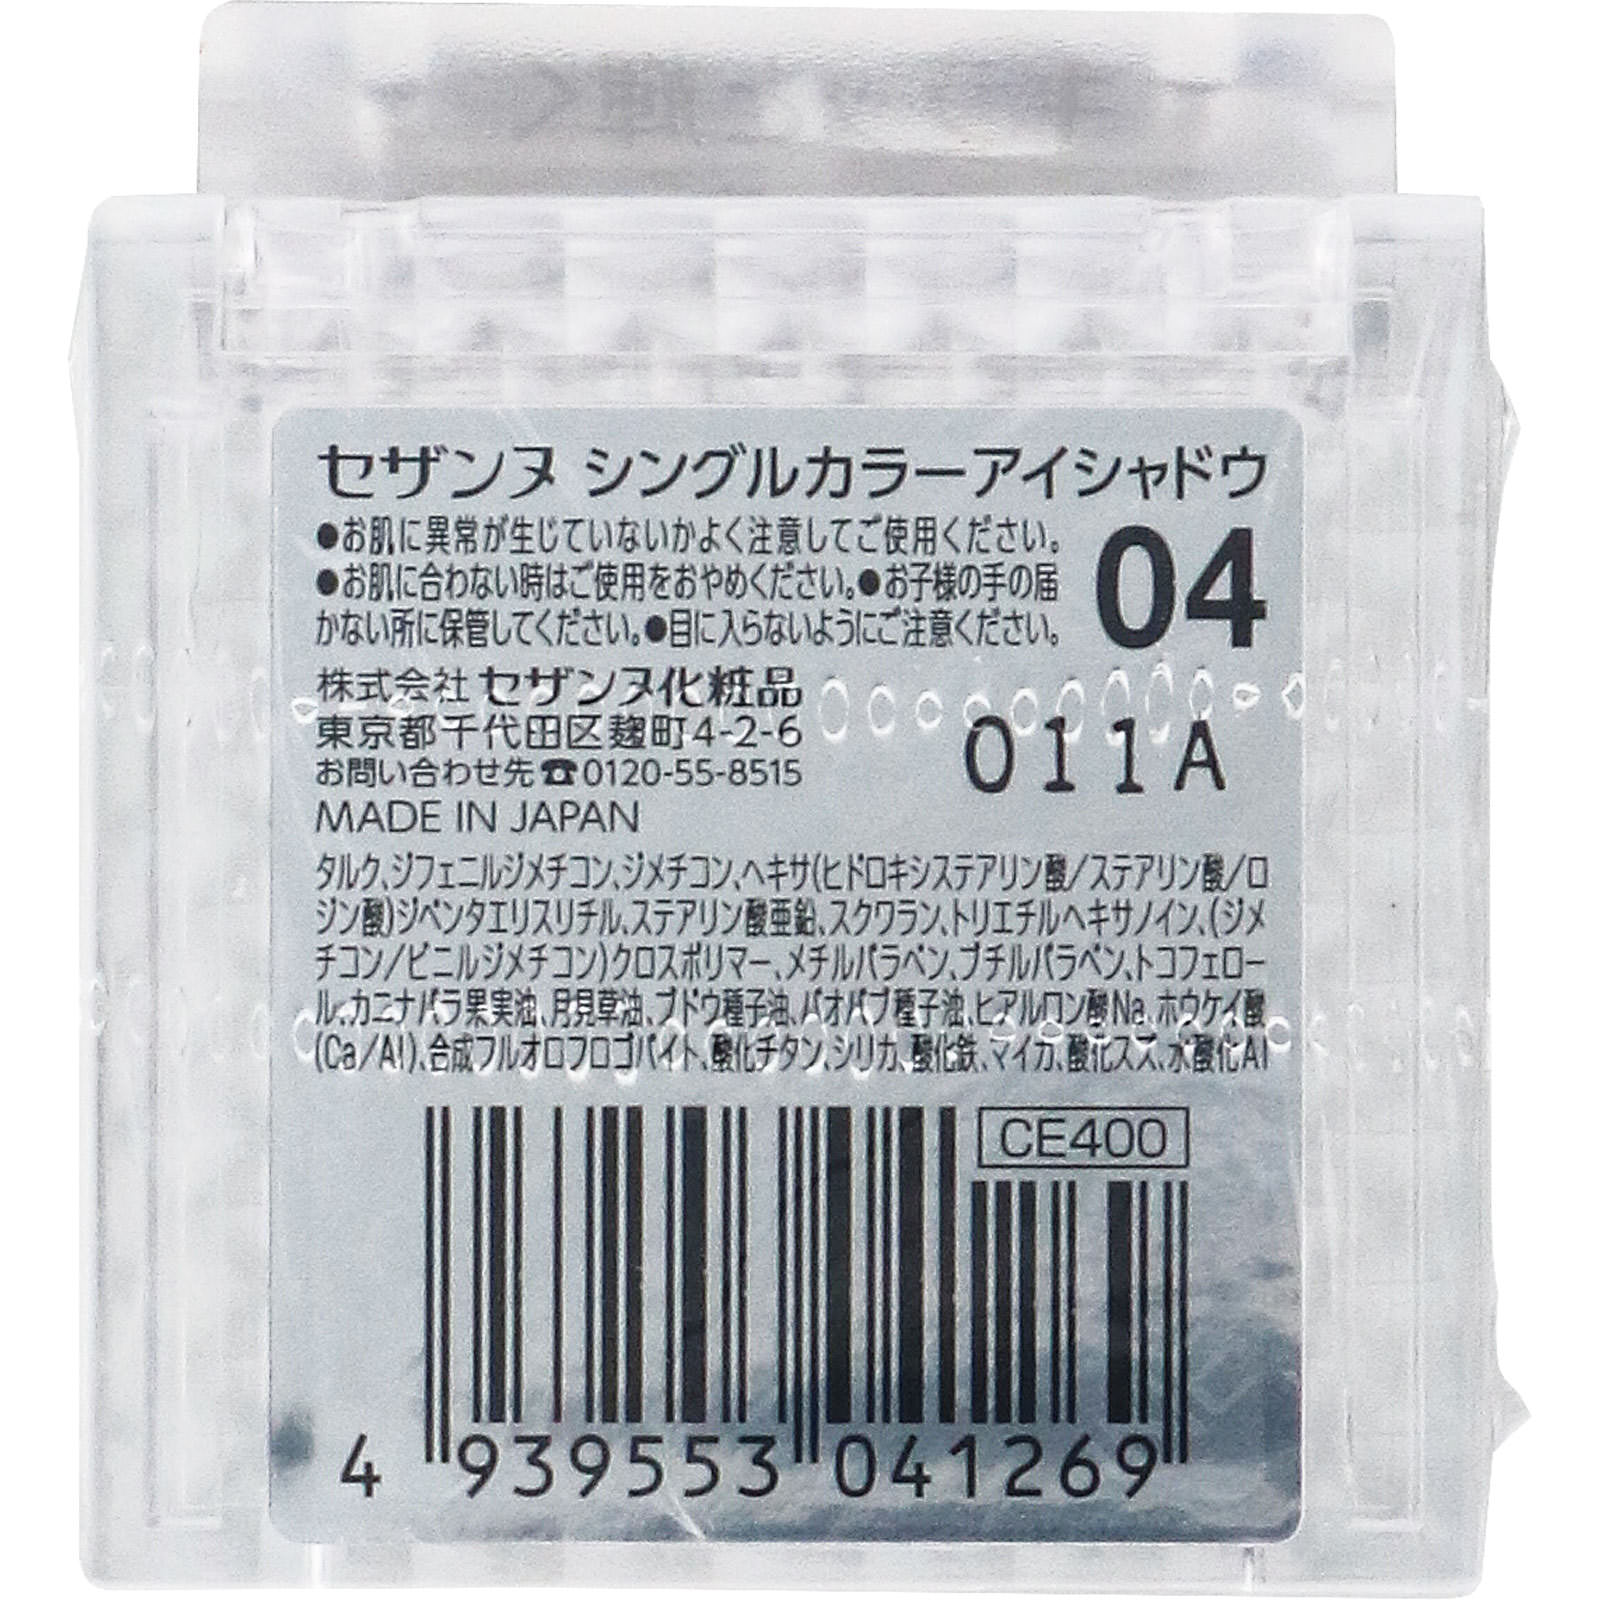 セザンヌ シングルカラーアイシャドウ
●お肌に異常が生じていないかよく注意してご使用ください。
●お肌に合わない時はご使用をおやめください。●お子様の手の届
かない所に保管してください。●目に入らないようにご注意ください。
04
株式会社 セザンヌ化粧品
東京都千代田区麹町4-2-6
お問い合わせ先☎0120-55-8515
MADE IN JAPAN
011A
タルク、ジフェニルジメチコン、ジメチコン、ヘキサ(ヒドロキシステアリン酸/ステアリン酸/ロ
ジン酸)ジペンタエリスリチル、ステアリン酸亜鉛、スクワラン、トリエチルヘキサノイン、(ジメ
チコン/ビニルジメチコン)クロスポリマー、メチルパラベン、ブチルパラベン、トコフェロー
ル、カニナバラ果実油、月見草油、ブドウ種子油、バオバブ種子油、ヒアルロン酸Na、ホウケイ酸
(Ca/Al)、合成フルオロフロゴパイト、酸化チタン、シリカ、酸化鉄、マイカ、酸化スズ、水酸化Al
CE400
4 939553 041269